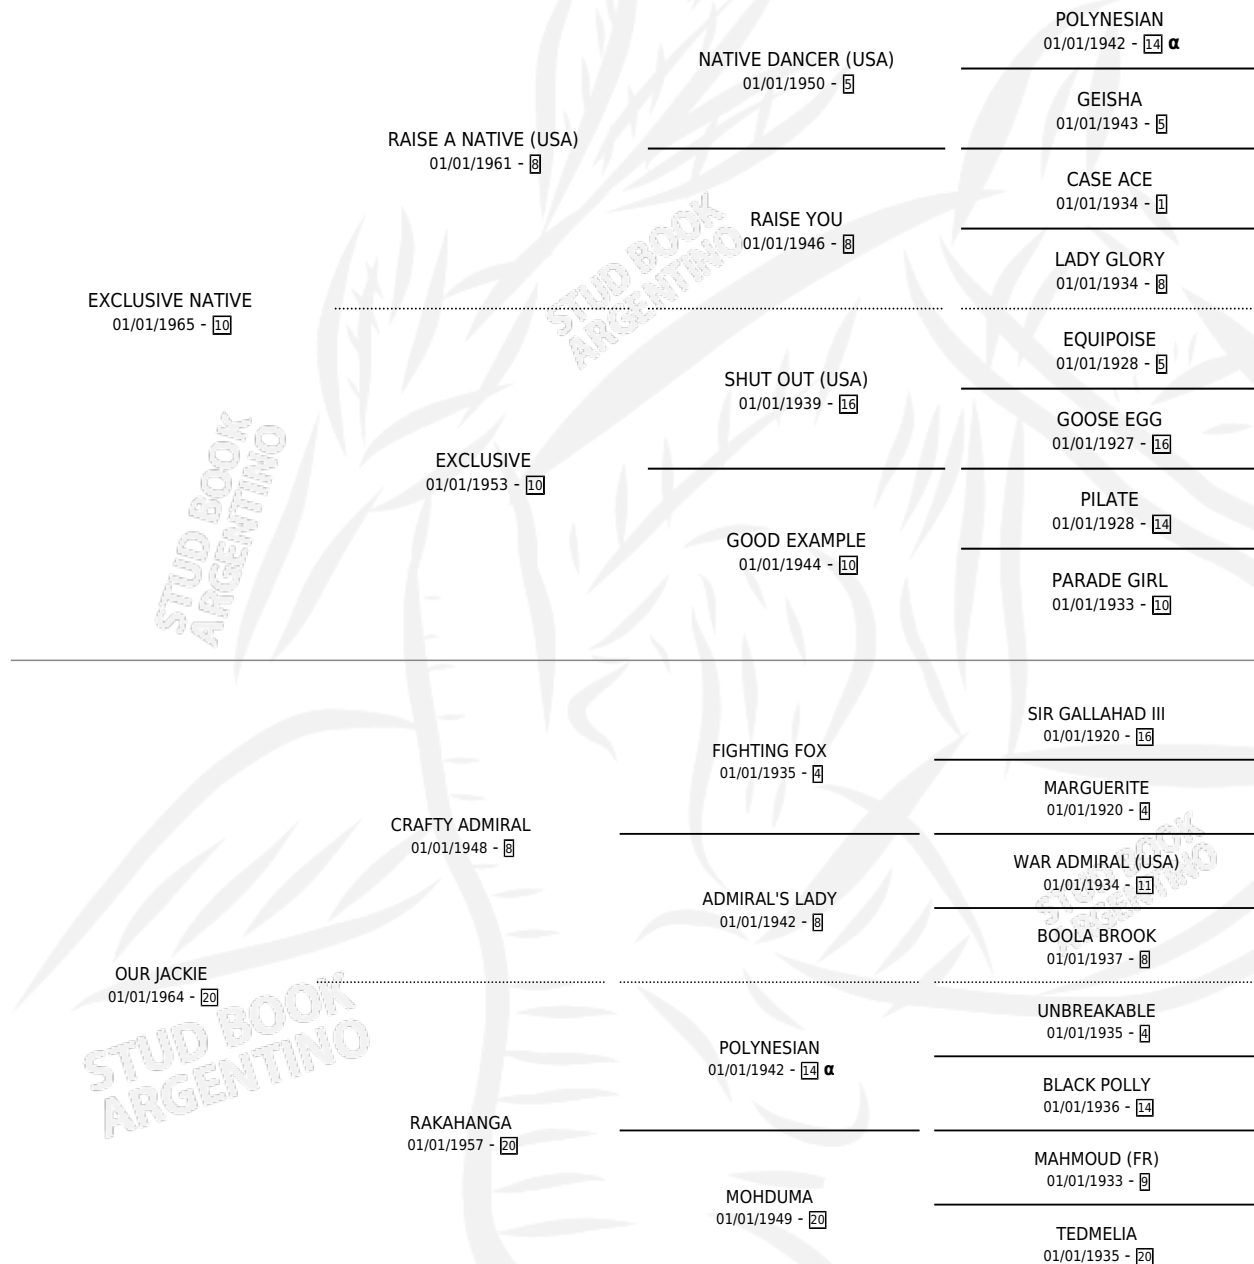 POLYNESIAN
01/01/1942 - 14 α
NATIVE DANCER (USA)
01/01/1950 - 5
GEISHA
01/01/1943 - 5
RAISE A NATIVE (USA)
01/01/1961 - 8
CASE ACE
01/01/1934 - 1
RAISE YOU
01/01/1946 - 8
LADY GLORY
01/01/1934 - 8
EXCLUSIVE NATIVE
01/01/1965 - 10
EQUIPOISE
01/01/1928 - 5
SHUT OUT (USA)
01/01/1939 - 16
GOOSE EGG
01/01/1927 - 16
EXCLUSIVE
01/01/1953 - 10
PILATE
01/01/1928 - 14
GOOD EXAMPLE
01/01/1944 - 10
PARADE GIRL
01/01/1933 - 10
STUD BOOK
ARGENTINO
STUD BOOK
ARGENTINO
SIR GALLAHAD III
01/01/1920 - 16
FIGHTING FOX
01/01/1935 - 4
MARGUERITE
01/01/1920 - 4
CRAFTY ADMIRAL
01/01/1948 - 8
WAR ADMIRAL (USA)
01/01/1934 - 11
ADMIRAL'S LADY
01/01/1942 - 8
BOOLA BROOK
01/01/1937 - 8
OUR JACKIE
01/01/1964 - 20
UNBREAKABLE
01/01/1935 - 4
POLYNESIAN
01/01/1942 - 14 α
BLACK POLLY
01/01/1936 - 14
RAKAHANGA
01/01/1957 - 20
MAHMOUD (FR)
01/01/1933 - 9
MOHDUMA
01/01/1949 - 20
TEDMELIA
01/01/1935 - 20
STUD BOOK
ARGENTINO
STUD BOOK
ARGENTINO